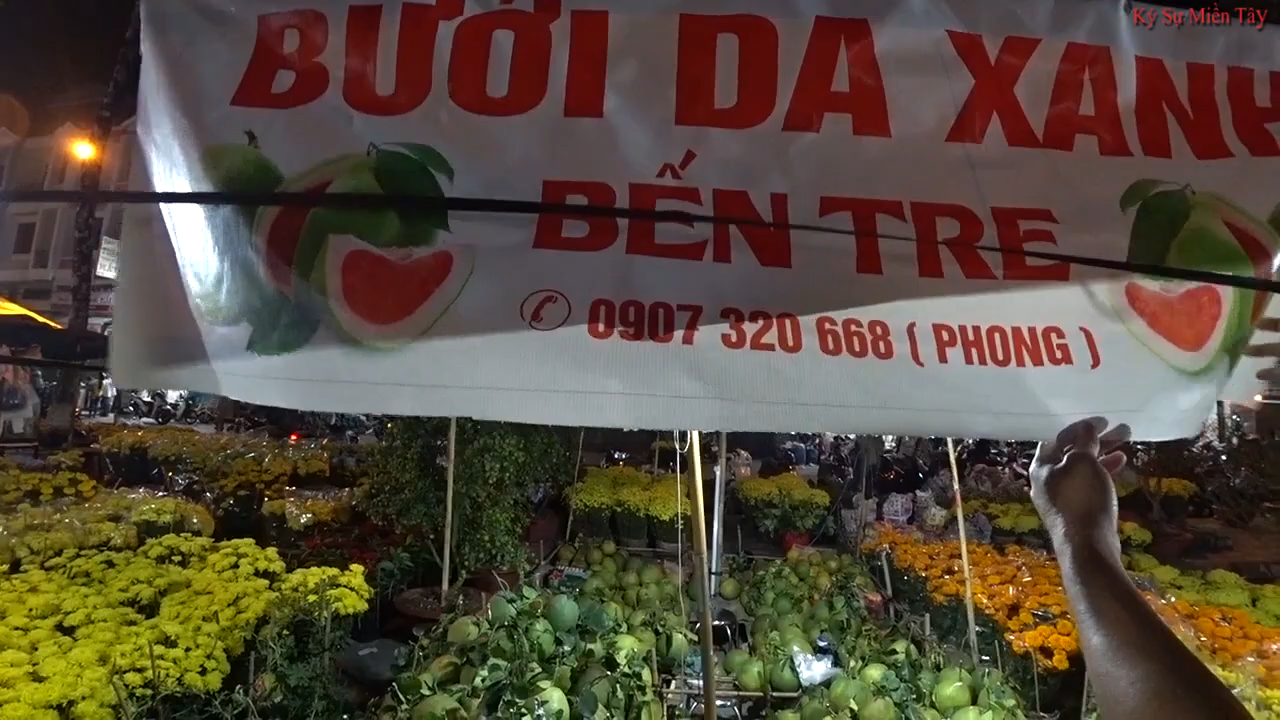 Ký Sự Miền Tây
BƯỞI DA XANH
BẾN TRE
0907 320 668 ( PHONG )